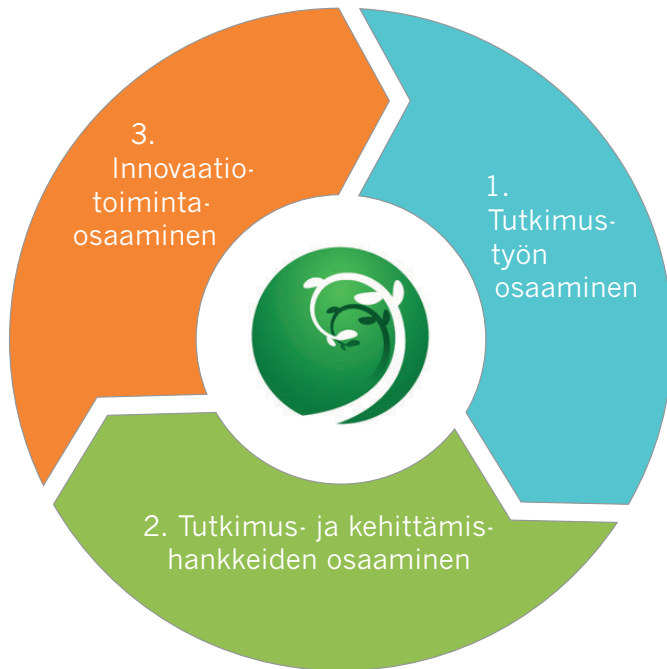 1.
Tutkimus-
työn
osaaminen
2. Tutkimus- ja kehittämis-
hankkeiden osaaminen
3.
Innovaatio-
toiminta-
osaaminen